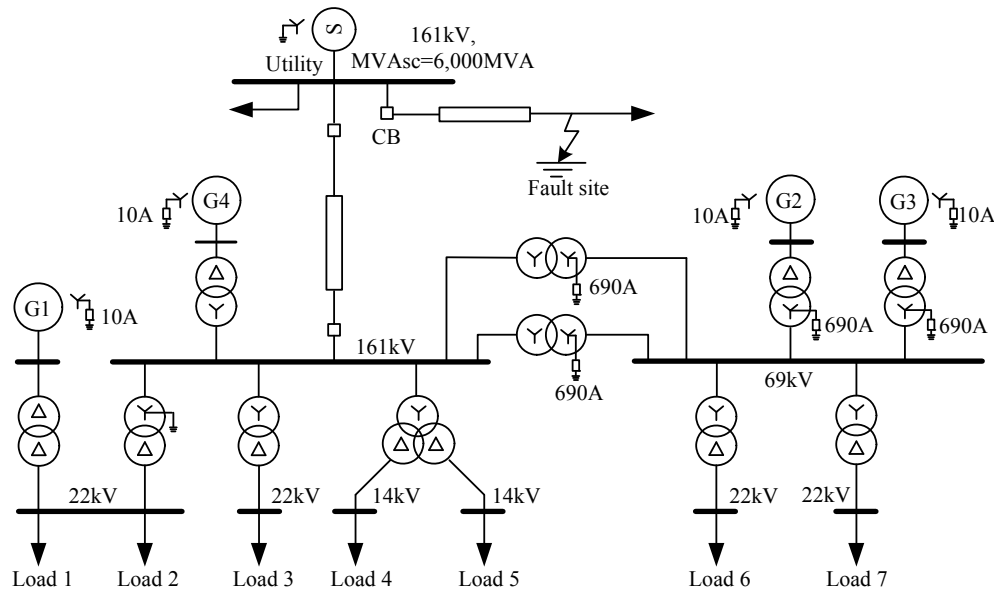 S
161kV,
MVAsc=6,000MVA
Utility
CB
Fault site
G4
10A
G2
10A
G3
10A
G1
10A
690A
690A
690A
690A
161kV
69kV
22kV
22kV
14kV
14kV
22kV
22kV
Load 1
Load 2
Load 3
Load 4
Load 5
Load 6
Load 7